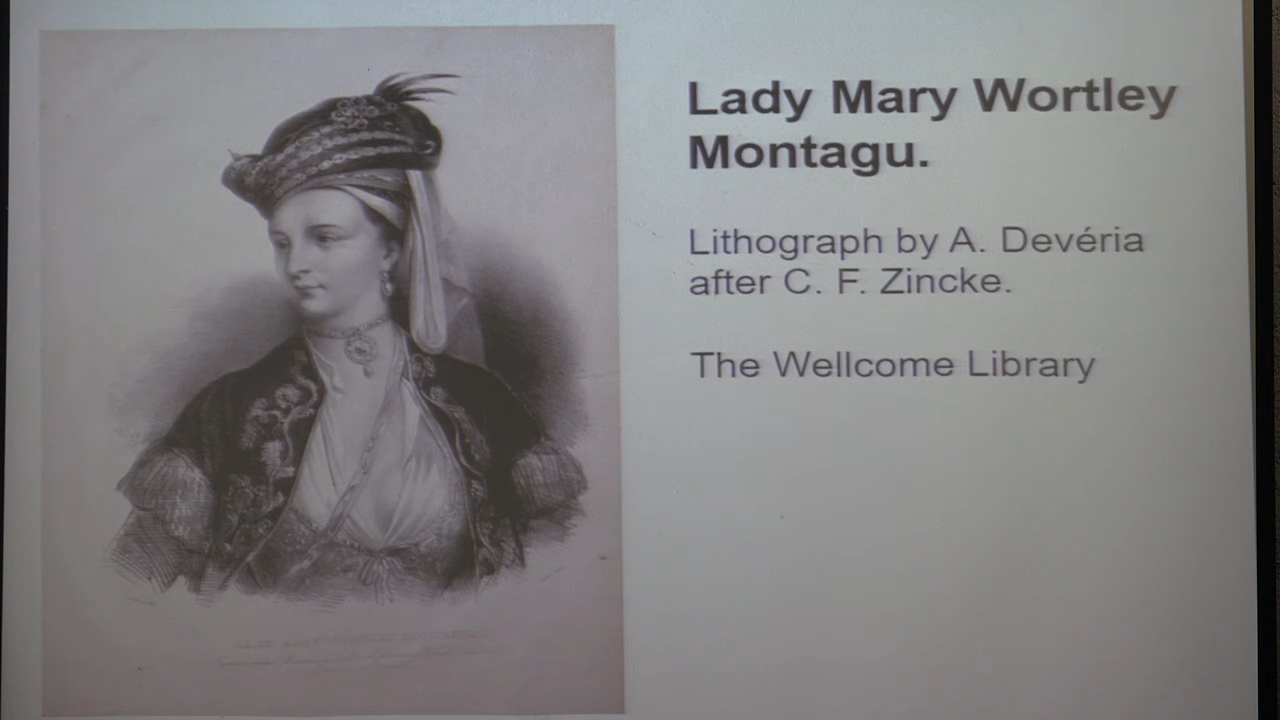 Lady Mary Wortley
Montagu.
Lithograph by A. Devéria
after C. F. Zincke.
The Wellcome Library